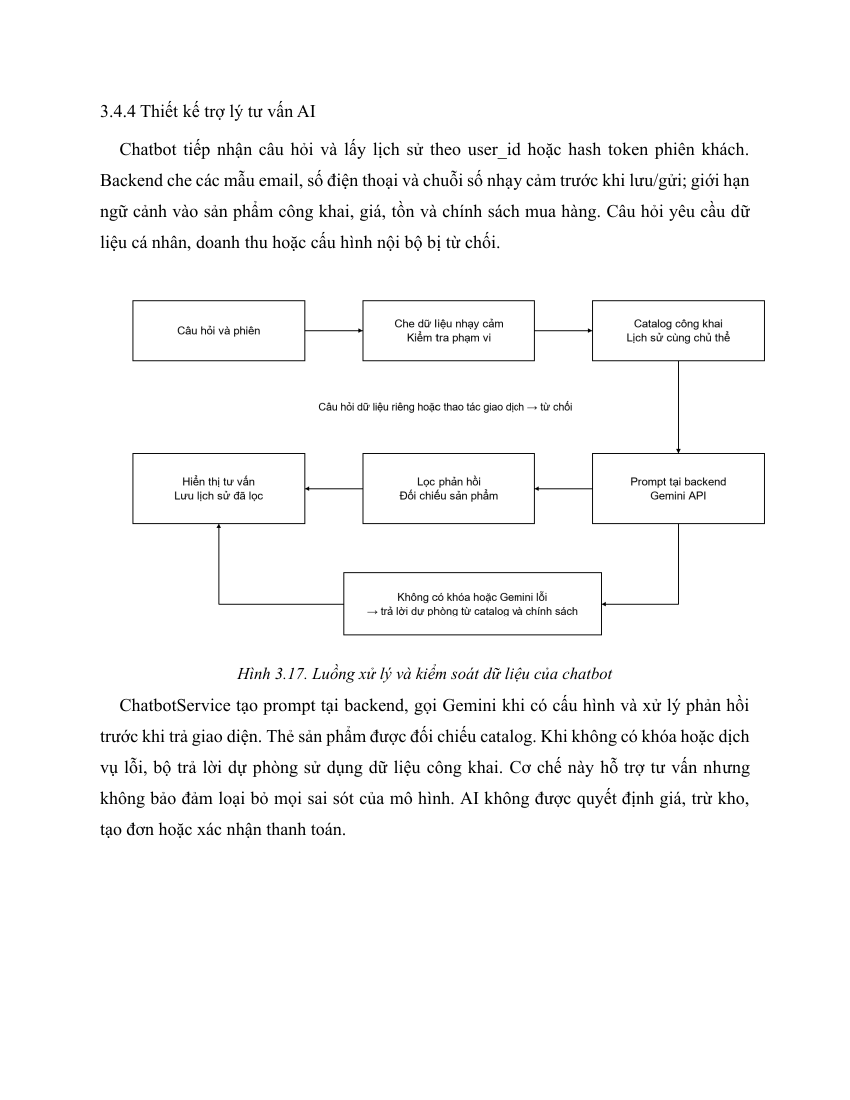 3.4.4 Thiết kế trợ lý tư vấn AI
Chatbot tiếp nhận câu hỏi và lấy lịch sử theo user_id hoặc hash token phiên khách.
Backend che các mẫu email, số điện thoại và chuỗi số nhạy cảm trước khi lưu/gửi; giới hạn
ngữ cảnh vào sản phẩm công khai, giá, tồn và chính sách mua hàng. Câu hỏi yêu cầu dữ
liệu cá nhân, doanh thu hoặc cấu hình nội bộ bị từ chối.
Câu hỏi và phiên
Che dữ liệu nhạy cảm
Kiểm tra phạm vi
Catalog công khai
Lịch sử cùng chủ thể
Câu hỏi dữ liệu riêng hoặc thao tác giao dịch → từ chối
Hiển thị tư vấn
Lưu lịch sử đã lọc
Lọc phản hồi
Đối chiếu sản phẩm
Prompt tại backend
Gemini API
Không có khóa hoặc Gemini lỗi
→ trả lời dự phòng từ catalog và chính sách
Hình 3.17. Luồng xử lý và kiểm soát dữ liệu của chatbot
ChatbotService tạo prompt tại backend, gọi Gemini khi có cấu hình và xử lý phản hồi
trước khi trả giao diện. Thẻ sản phẩm được đối chiếu catalog. Khi không có khóa hoặc dịch
vụ lỗi, bộ trả lời dự phòng sử dụng dữ liệu công khai. Cơ chế này hỗ trợ tư vấn nhưng
không bảo đảm loại bỏ mọi sai sót của mô hình. AI không được quyết định giá, trừ kho,
tạo đơn hoặc xác nhận thanh toán.